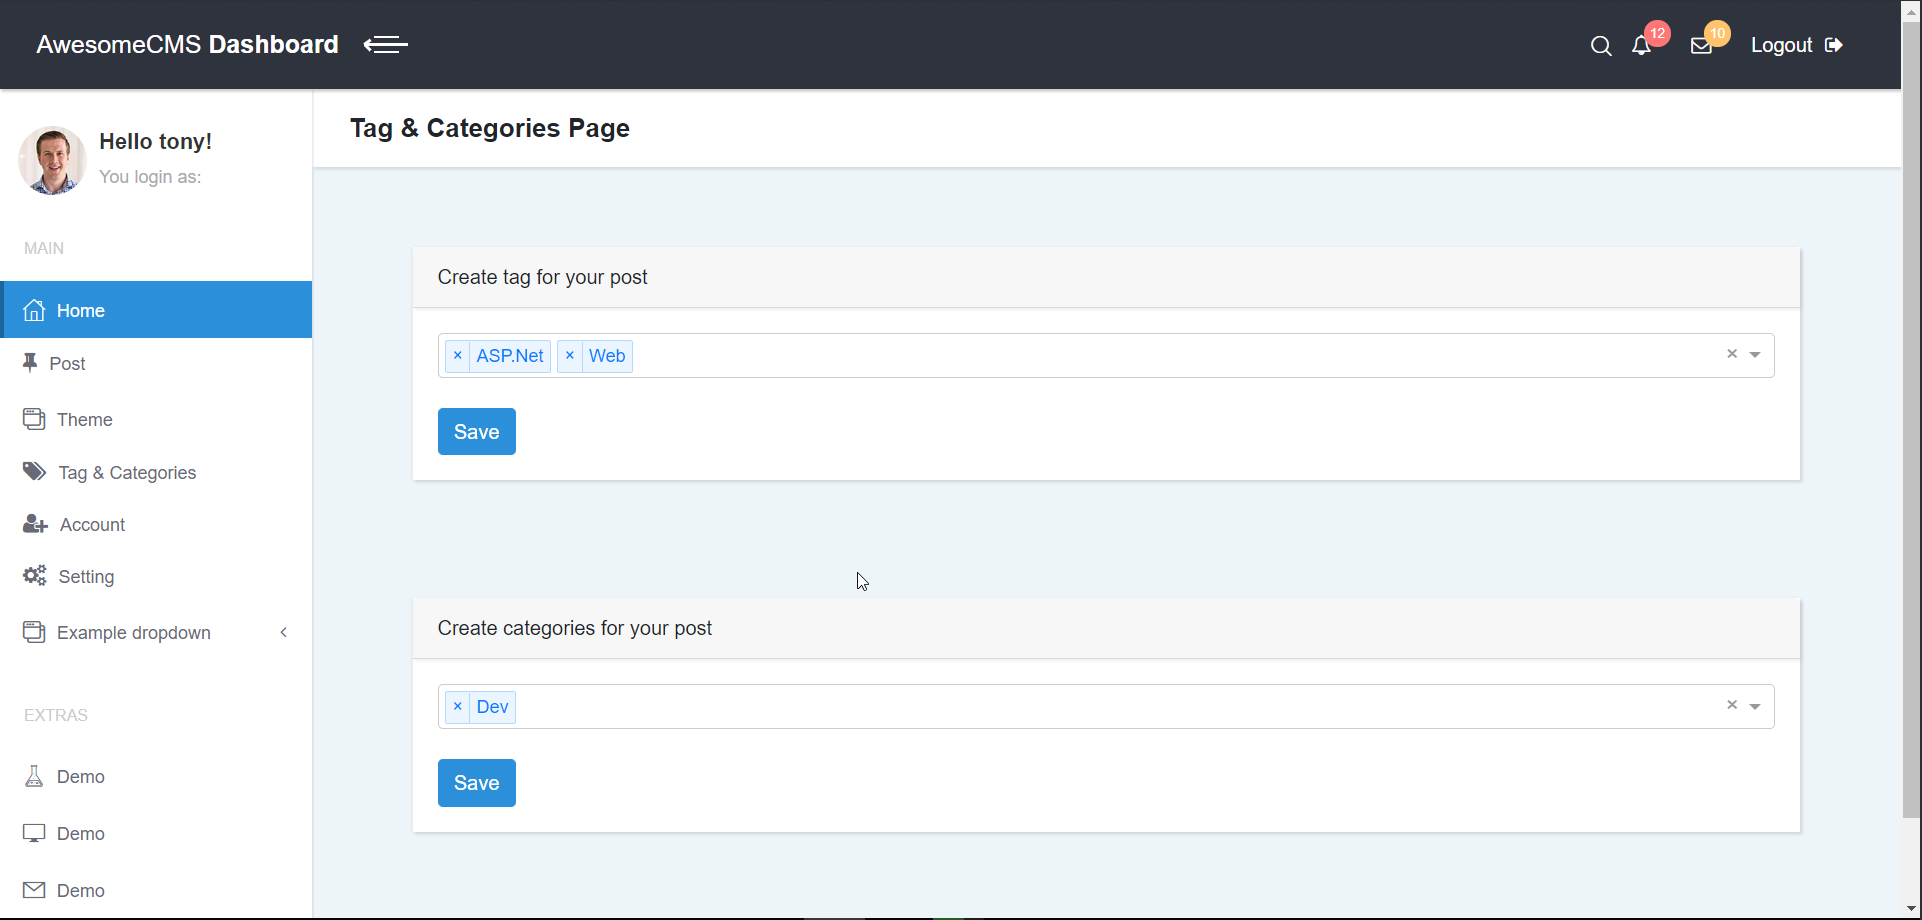 AwesomeCMS Dashboard
12
10
Logout
Hello tony!
You login as:
MAIN
Home
Post
Theme
Tag & Categories
Account
Setting
Example dropdown
EXTRAS
Demo
Demo
Demo
Tag & Categories Page
Create tag for your post
× ASP.Net × Web ×
Save
Create categories for your post
× Dev ×
Save